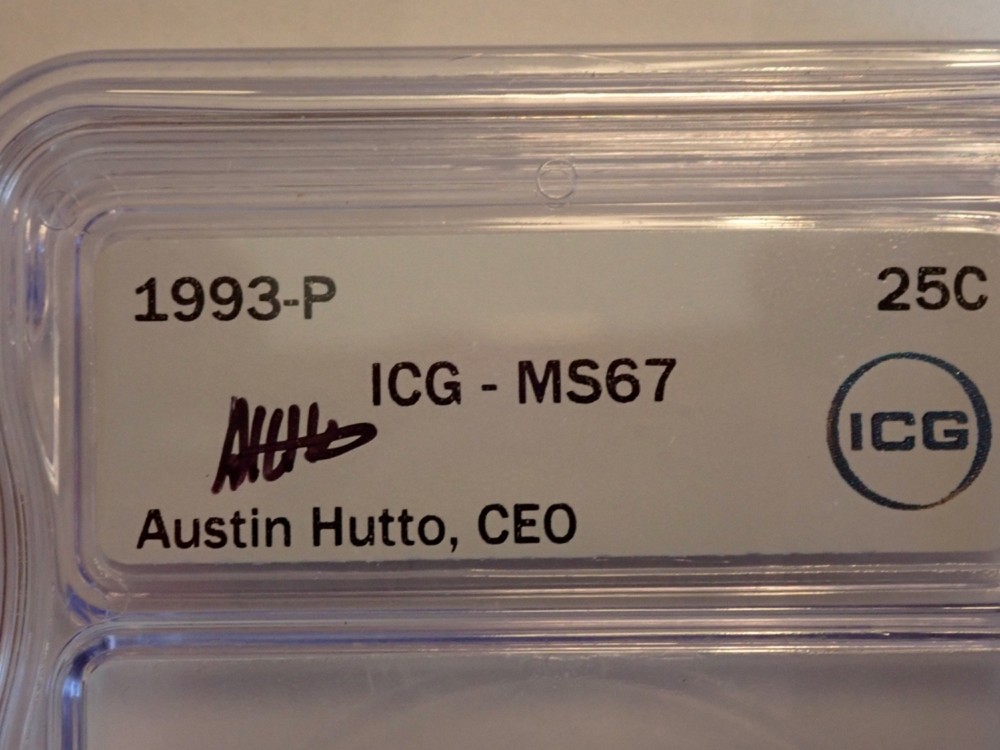 1993-P 25C
ICG - MS67
ICG
Austin Hutto, CEO